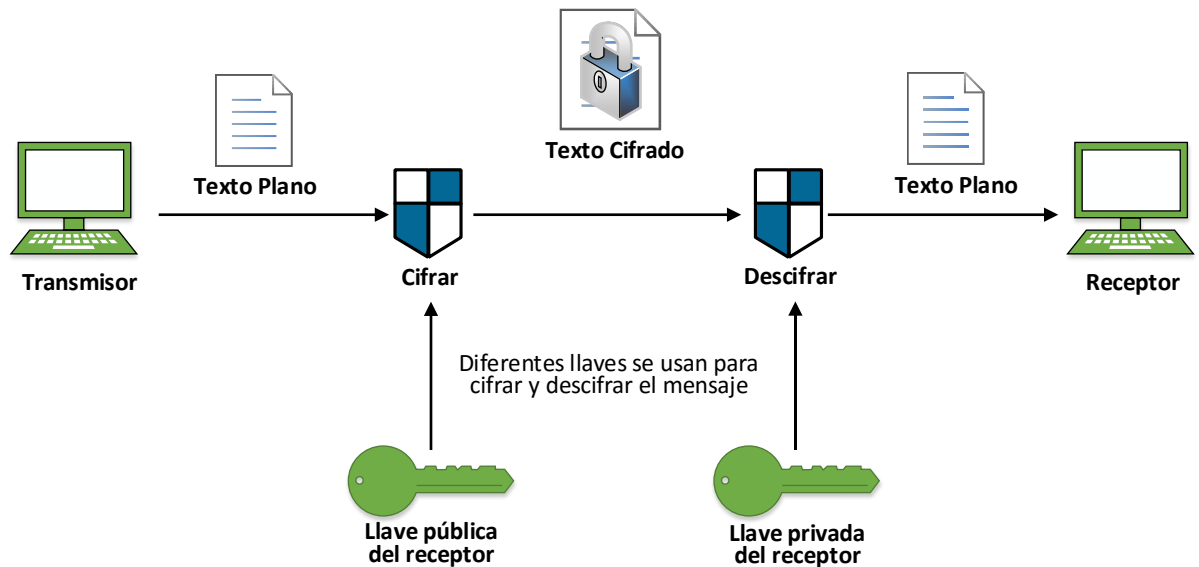 Texto Cifrado
Texto Plano
Texto Plano
Transmisor
Cifrar
Descifrar
Receptor
Diferentes llaves se usan para
cifrar y descifrar el mensaje
Llave pública
del receptor
Llave privada
del receptor